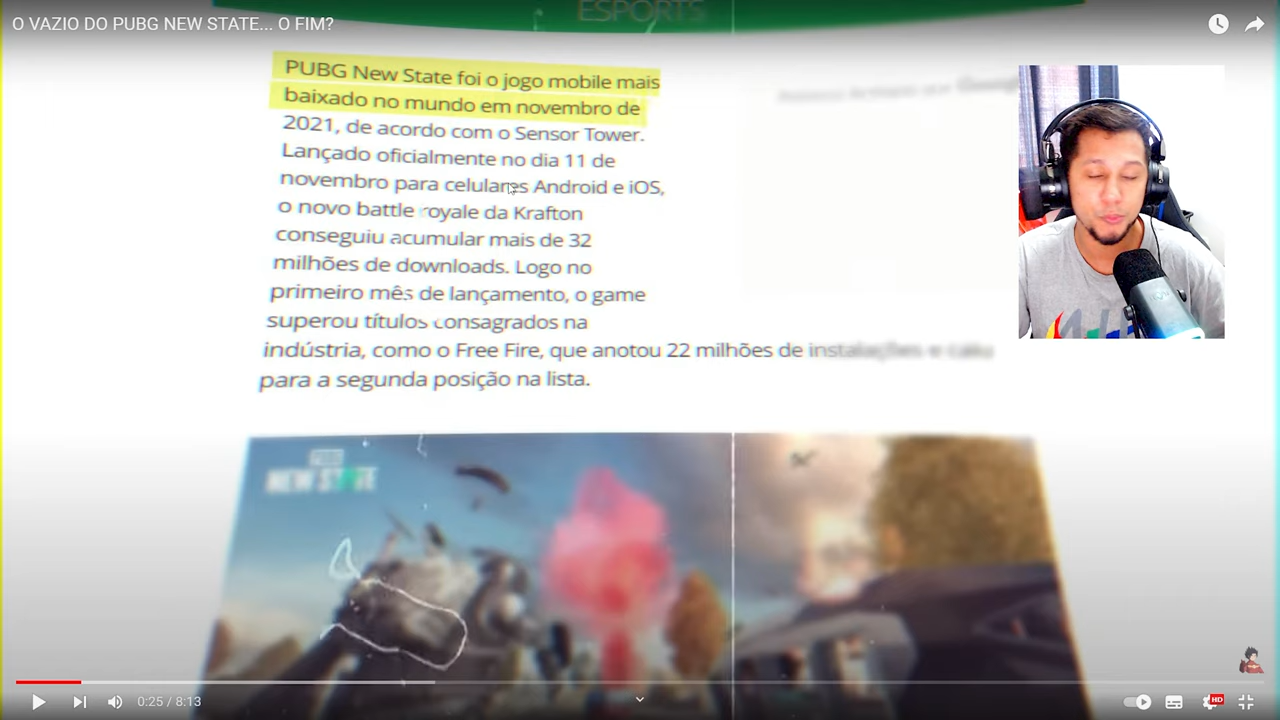 O VAZIO DO PUBG NEW STATE... O FIM?
ESPORTS
PUBG New State foi o jogo mobile mais
baixado no mundo em novembro de
2021, de acordo com o Sensor Tower.
Lançado oficialmente no dia 11 de
novembro para celulares Android e iOS,
o novo battle royale da Krafton
conseguiu acumular mais de 32
milhões de downloads. Logo no
primeiro mês de lançamento, o game
superou títulos consagrados na
indústria, como o Free Fire, que anotou 22 milhões de instalações e caiu
para a segunda posição na lista.
NEW STATE
0:25 / 8:13
HD